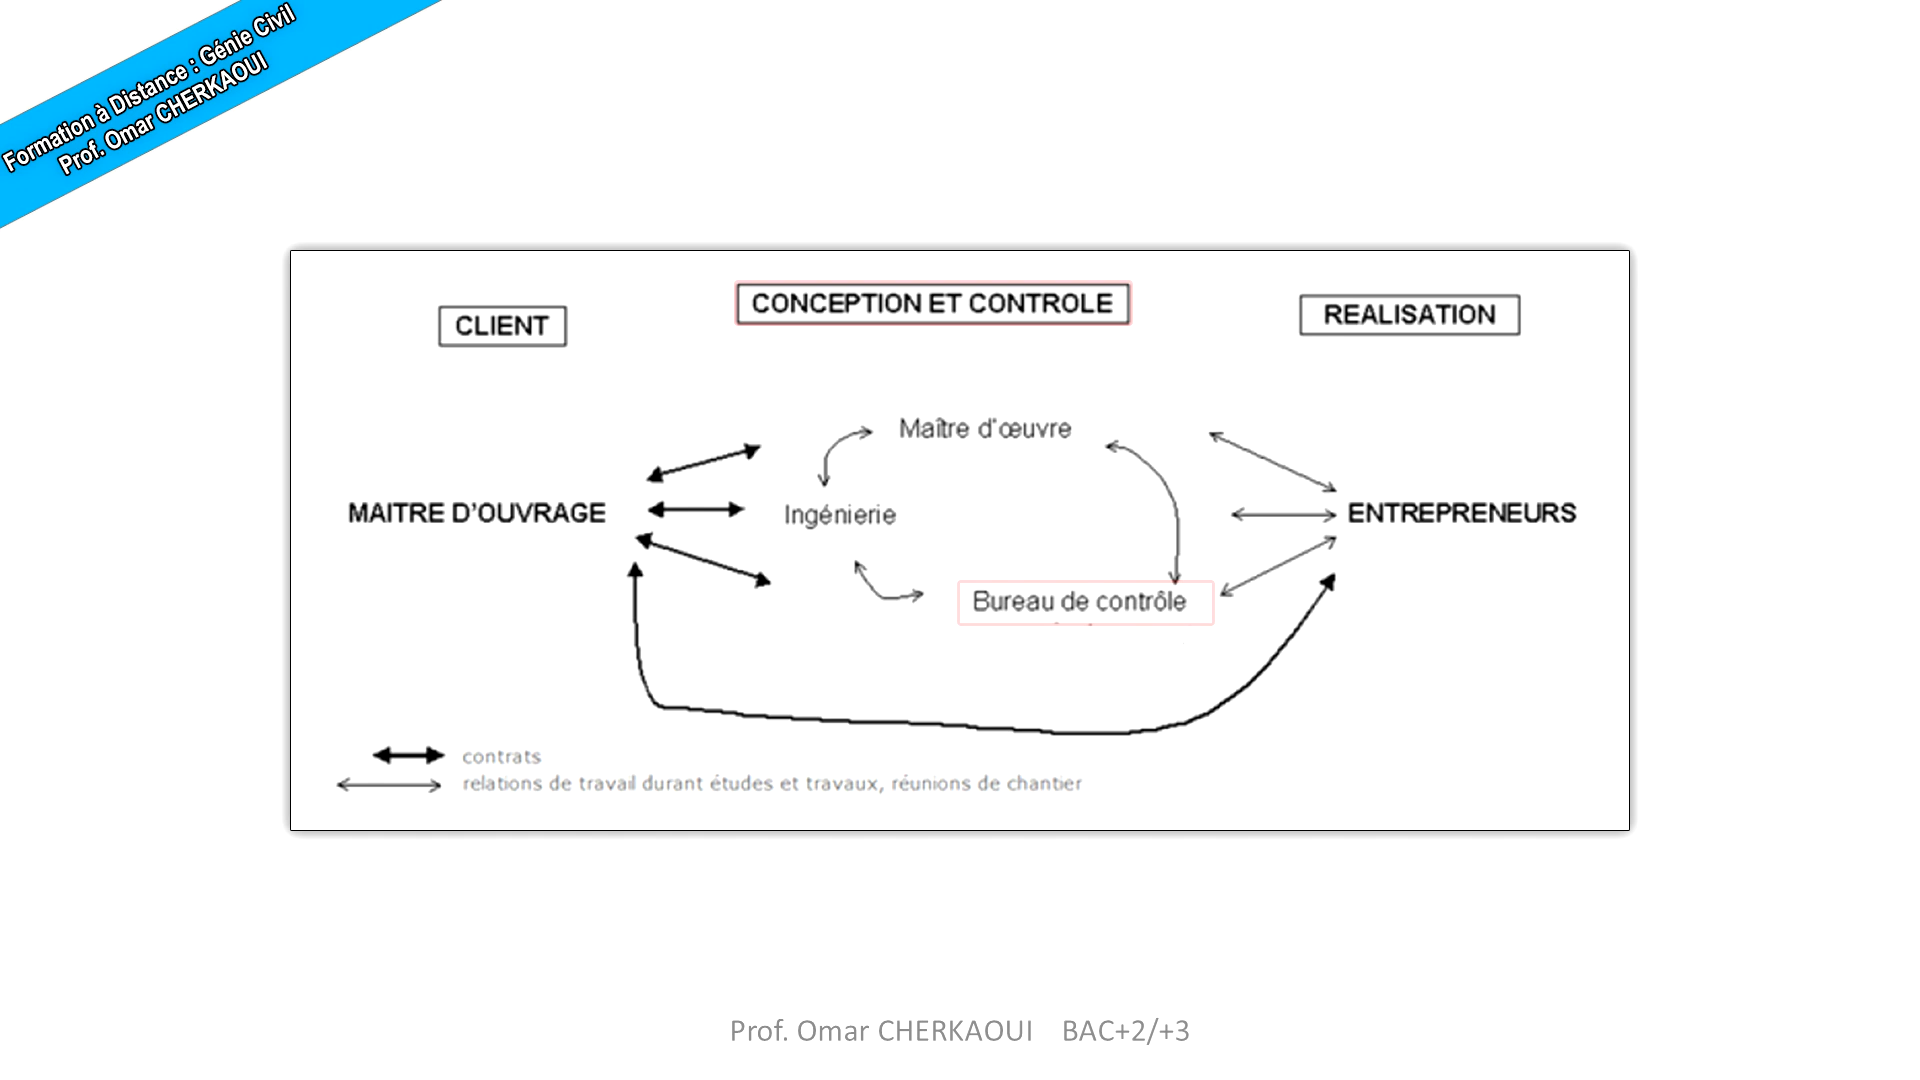 Formation à Distance : Génie Civil
Prof. Omar CHERKAOUI
CLIENT
CONCEPTION ET CONTROLE
REALISATION
Maître d'œuvre
MAITRE D'OUVRAGE
Ingénierie
ENTREPRENEURS
Bureau de contrôle
contrats
relations de travail durant études et travaux, réunions de chantier
Prof. Omar CHERKAOUI BAC+2/+3